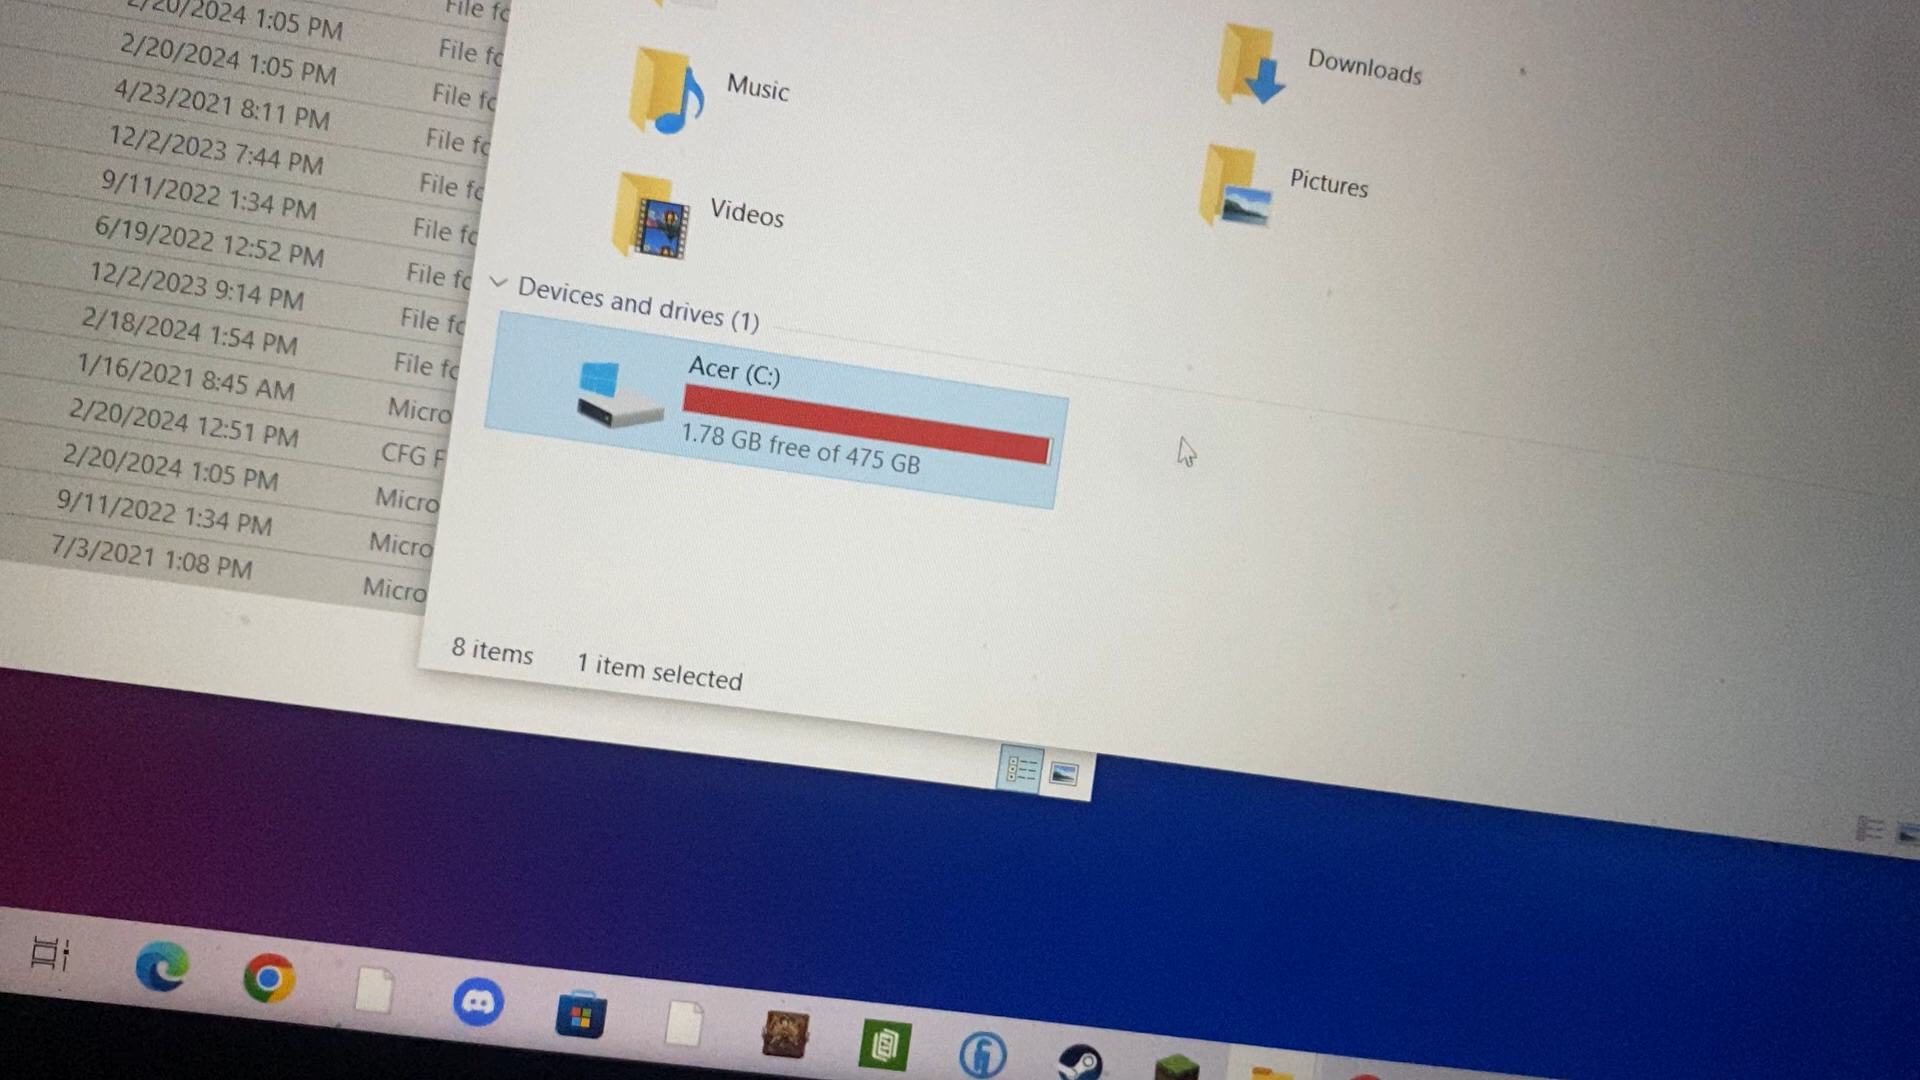 2/20/2024 1:05 PM File fo
2/20/2024 1:05 PM File fo
4/23/2021 8:11 PM File fo
12/2/2023 7:44 PM File fo
9/11/2022 1:34 PM File fo
6/19/2022 12:52 PM File fo
12/2/2023 9:14 PM File fo
2/18/2024 1:54 PM File fo
1/16/2021 8:45 AM File fo
2/20/2024 12:51 PM Micro
2/20/2024 1:05 PM CFG F
9/11/2022 1:34 PM Micro
7/3/2021 1:08 PM Micro
Micro
Music
Downloads
Videos
Pictures
Devices and drives (1)
Acer (C:)
1.78 GB free of 475 GB
8 items 1 item selected